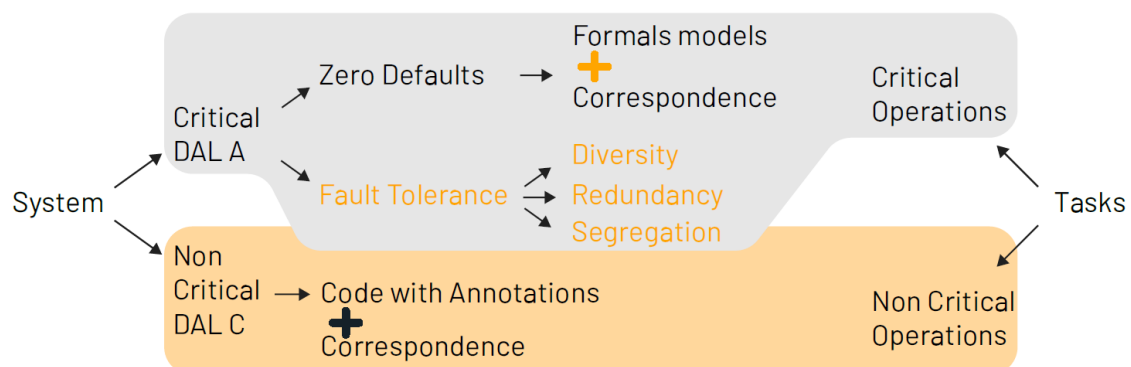 System
Critical
DAL A
Zero Defaults
Formals models
+
Correspondence
Fault Tolerance
Diversity
Redundancy
Segregation
Critical
Operations
Non
Critical
DAL C
Code with Annotations
+
Correspondence
Non Critical
Operations
Tasks